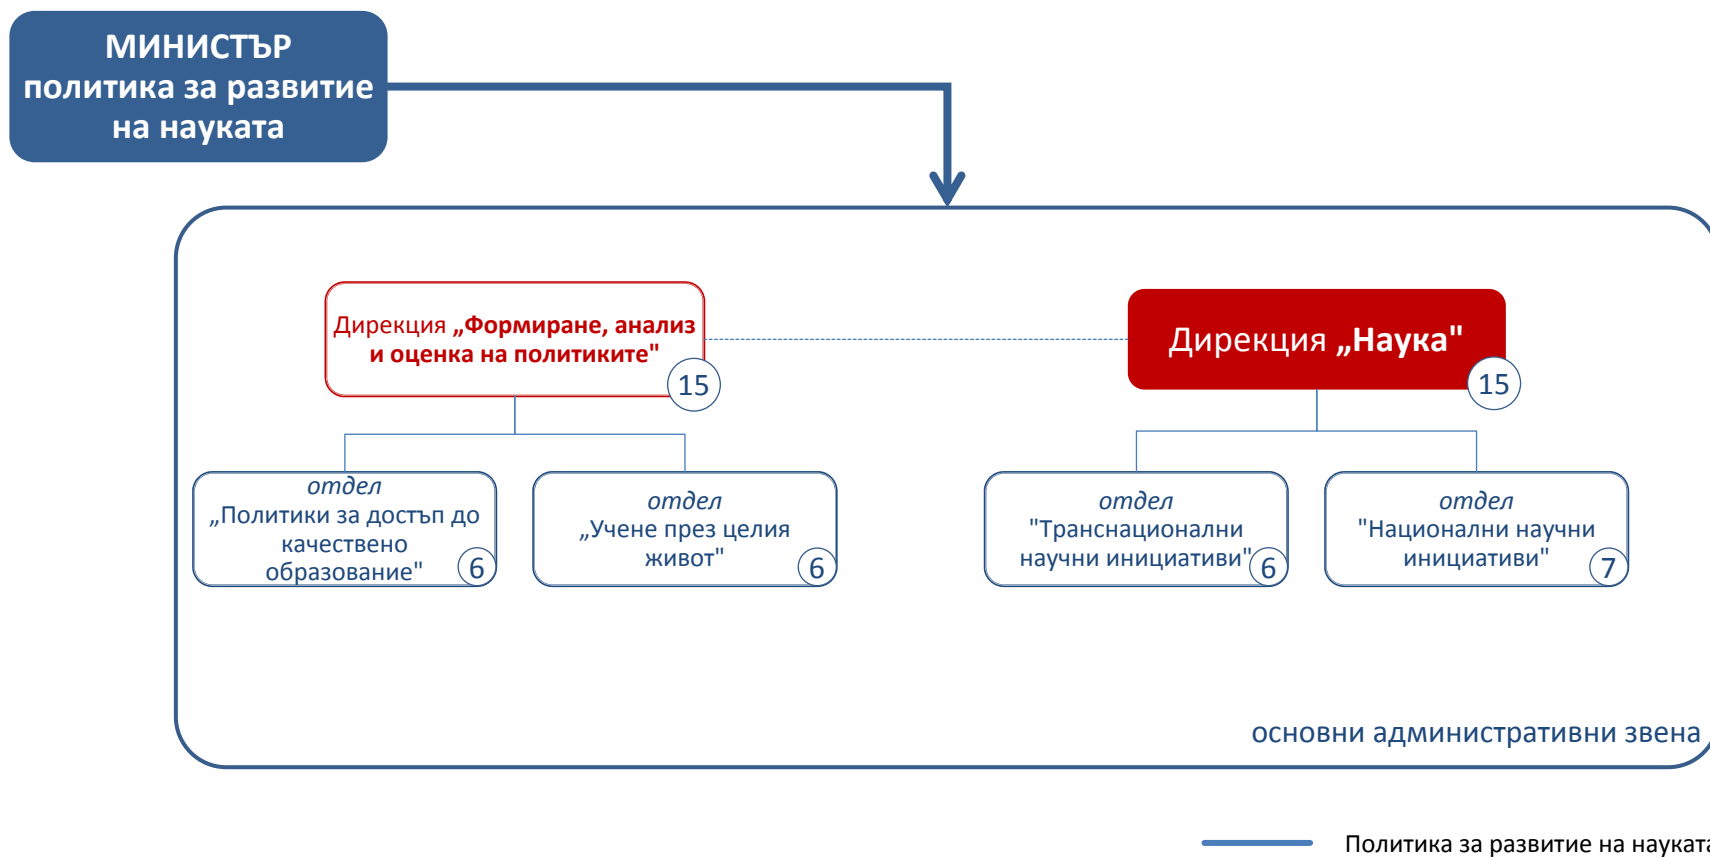 МИНИСТЪР
политика за развитие
на науката
Дирекция „Формиране, анализ
и оценка на политиките"
15
Дирекция „Наука"
15
отдел
„Политики за достъп до
качествено
образование"
6
отдел
„Учене през целия
живот"
6
отдел
"Транснационални
научни инициативи"
6
отдел
"Национални научни
инициативи"
7
основни административни звена
Политика за развитие на науката